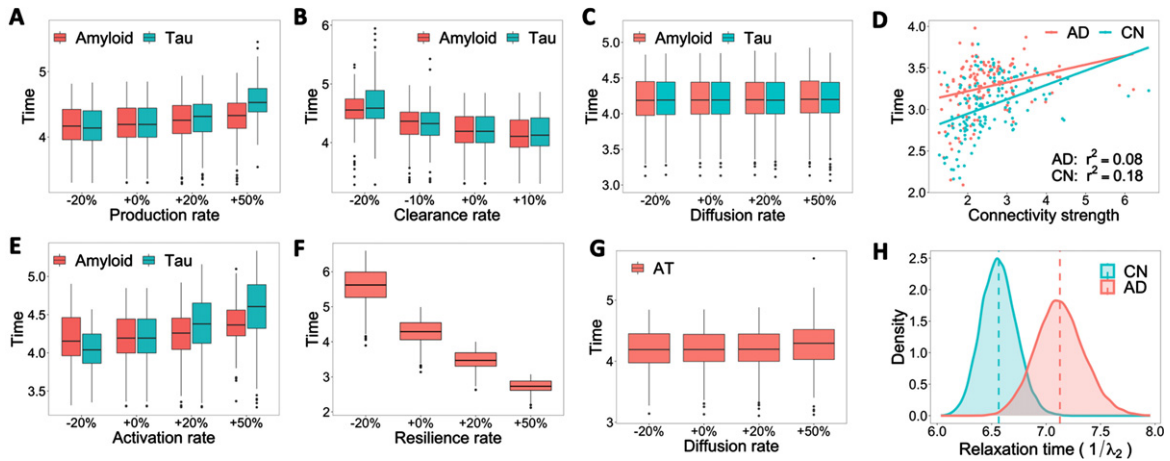 A
Amyloid Tau
Time
5
4
-20% +0% +20% +50%
Production rate
B
Amyloid Tau
Time
6
5
4
-20% -10% +0% +10%
Clearance rate
C
Amyloid Tau
Time
5.0
4.5
4.0
3.5
3.0
-20% +0% +20% +50%
Diffusion rate
D
AD CN
Time
4.0
3.5
3.0
2.5
2.0
AD: r² = 0.08
CN: r² = 0.18
2 3 4 5 6
Connectivity strength
E
Amyloid Tau
Time
5.0
4.5
4.0
3.5
-20% +0% +20% +50%
Activation rate
F
Time
6
5
4
3
2
-20% +0% +20% +50%
Resilience rate
G
AT
Time
6
5
4
3
-20% +0% +20% +50%
Diffusion rate
H
CN
AD
Density
2.5
2.0
1.5
1.0
0.5
0.0
6.0 6.5 7.0 7.5 8.0
Relaxation time ( 1/λ₂ )